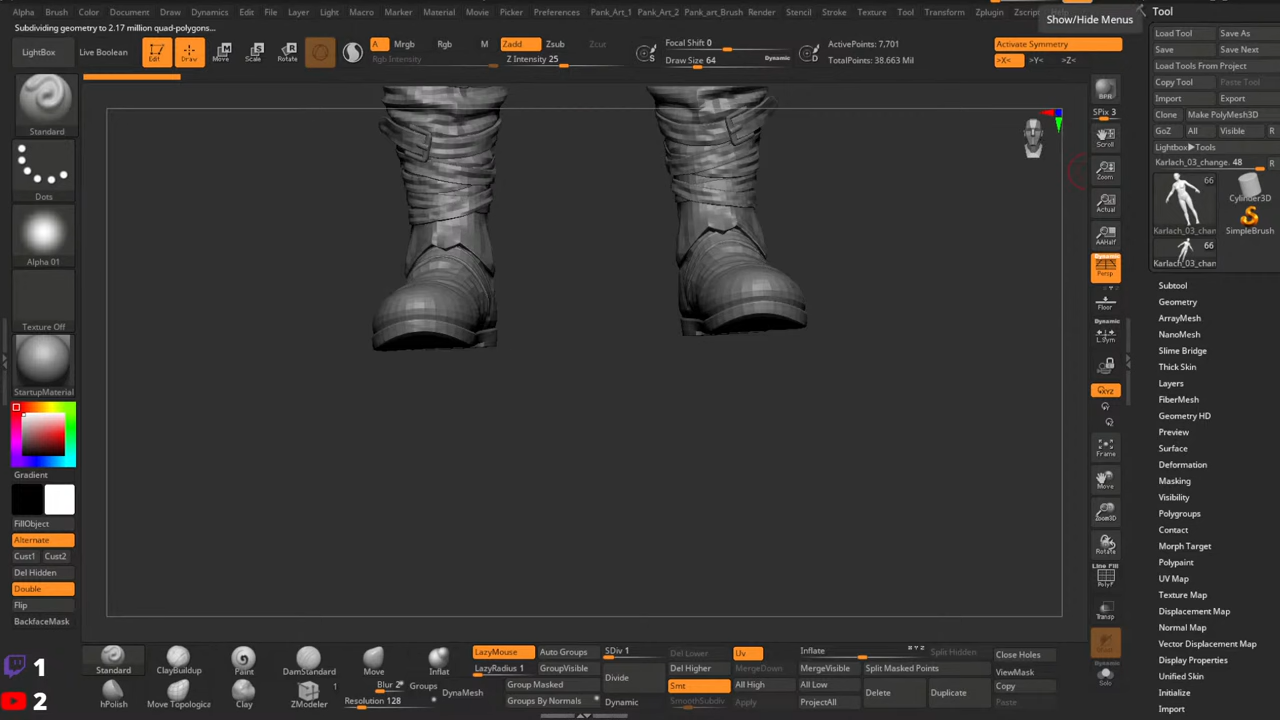 Alpha Brush Color Document Draw Dynamics Edit File Layer Light Macro Marker Material Movie Picker Preferences Pank_Art_1 Pank_Art_2 Pank_art_Brush Render Stencil Stroke Texture Tool Transform Zplugin Zscript
Show/Hide Menus
Tool
Subdividing geometry to 2.17 million quad-polygons...
LightBox Live Boolean Edit Draw Move Scale Rotate
A Mrgb Rgb M Zadd Zsub Zcut
Rgb Intensity Z Intensity 25
Focal Shift 0
Draw Size 64 Dynamic
ActivePoints: 7,701
TotalPoints: 38.663 Mil
Activate Symmetry
>X< >Y< >Z<
Load Tool Save As
Save Save Next
Load Tools From Project
Copy Tool Paste Tool
Import Export
Clone Make PolyMesh3D
GoZ All Visible R
Lightbox▶Tools
Karlach_03_change. 48 R
66
Karlach_03_chan
Cylinder3D
SimpleBrush
66
Karlach_03_chan
Subtool
Geometry
ArrayMesh
NanoMesh
Slime Bridge
Thick Skin
Layers
FiberMesh
Geometry HD
Preview
Surface
Deformation
Masking
Visibility
Polygroups
Contact
Morph Target
Polypaint
UV Map
Texture Map
Displacement Map
Normal Map
Vector Displacement Map
Display Properties
Unified Skin
Initialize
Import
Standard
Dots
Alpha 01
Texture Off
StartupMaterial
Gradient
FillObject
Alternate
Cust1 Cust2
Del Hidden
Double
Flip
BackfaceMask
BPR
SPix 3
Scroll
Zoom
Actual
AAHalf
Dynamic
Persp
Floor
Dynamic
L.Sym
XYZ
Frame
Move
Zoom3D
Rotate
Line Fill
PolyF
Transp
Dynamic
Solo
1
2
Standard ClayBuildup Paint DamStandard Move Inflat
hPolish Move Topologica Clay ZModeler
1
Blur 2 Groups
DynaMesh
Resolution 128
LazyMouse Auto Groups
LazyRadius 1 GroupVisible
Group Masked
Groups By Normals
SDiv 1
Divide
Dynamic
Del Lower
Del Higher
Smt
SmoothSubdiv
Uv
MergeDown
All High
Apply
Inflate
MergeVisible
All Low
ProjectAll
Split Hidden
Split Masked Points
Delete Duplicate
Close Holes
ViewMask
Copy
Paste